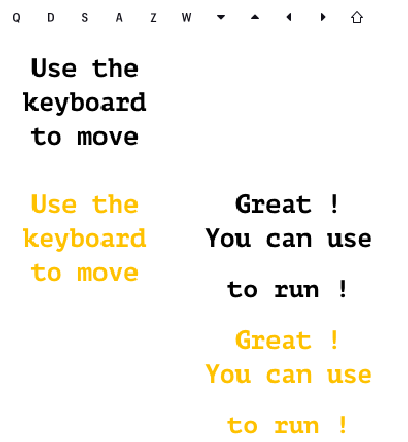 Q D S A Z W
Use the
keyboard
to move
Use the
keyboard
to move
Great !
You can use
to run !
Great !
You can use
to run !